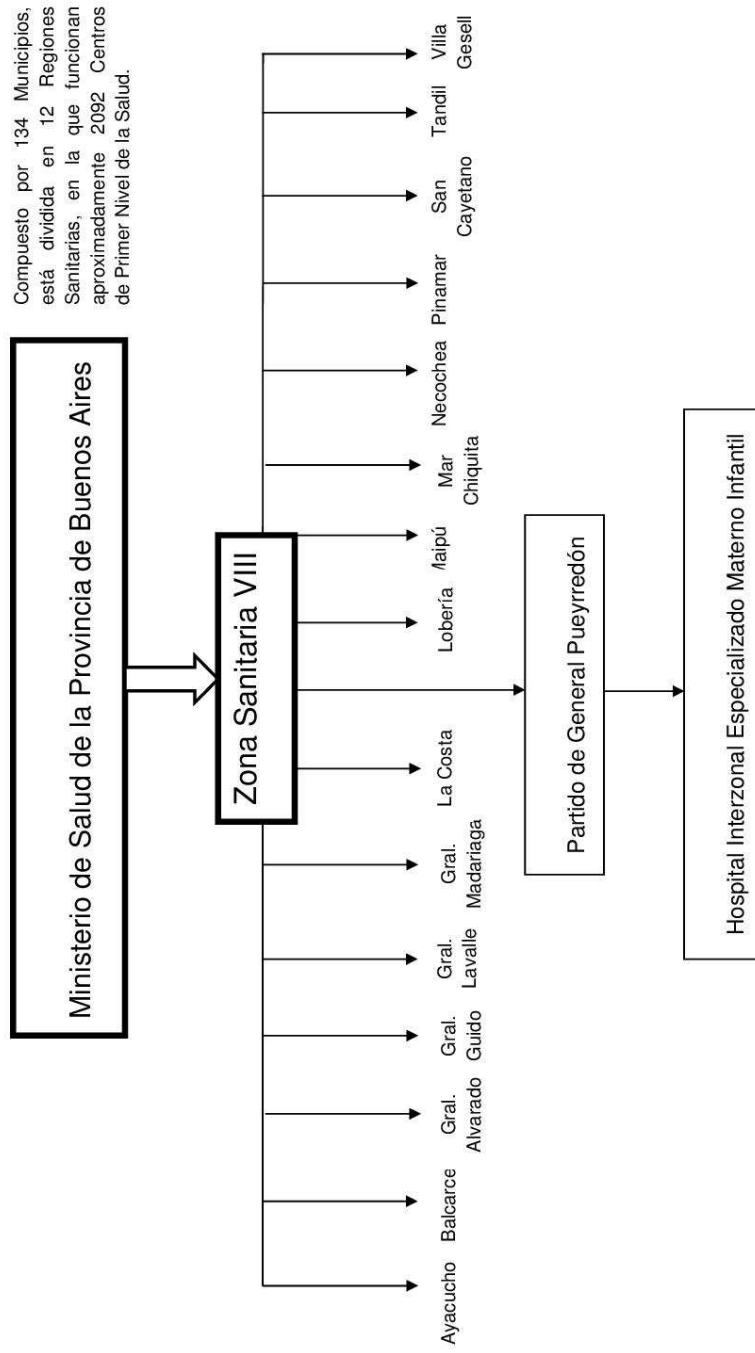 Compuesto por 134 Municipios,
está dividida en 12 Regiones
Sanitarias, en la que funcionan
aproximadamente 2092 Centros
de Primer Nivel de la Salud.
Ministerio de Salud de la Provincia de Buenos Aires
Zona Sanitaria VIII
Ayacucho
Balcarce
Gral.
Alvarado
Gral.
Guido
Gral.
Lavalle
Gral.
Madariaga
La Costa
Lobería
Maipú
Mar
Chiquita
Necochea
Pinamar
San
Cayetano
Tandil
Villa
Gesell
Partido de General Pueyrredón
Hospital Interzonal Especializado Materno Infantil